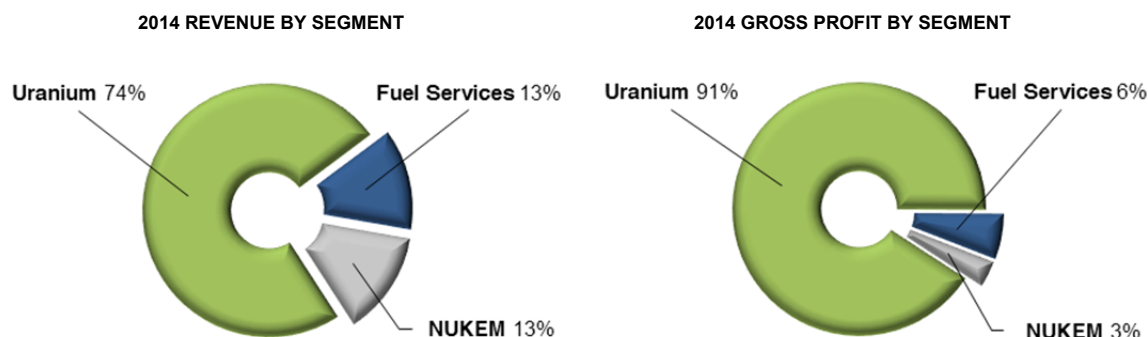 2014 REVENUE BY SEGMENT
2014 GROSS PROFIT BY SEGMENT
Uranium 74%
Fuel Services 13%
NUKEM 13%
Uranium 91%
Fuel Services 6%
NUKEM 3%